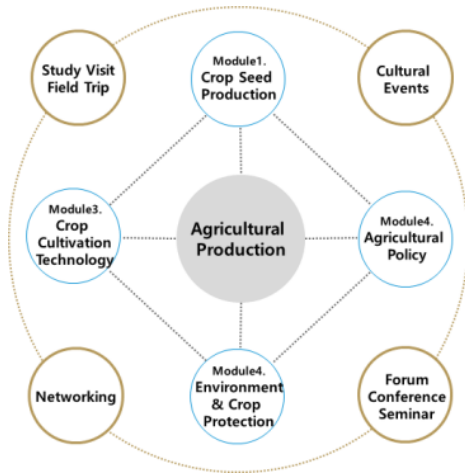 Study Visit
Field Trip
Module1.
Crop Seed
Production
Cultural
Events
Module3.
Crop
Cultivation
Technology
Agricultural
Production
Module4.
Agricultural
Policy
Networking
Module4.
Environment
& Crop
Protection
Forum
Conference
Seminar